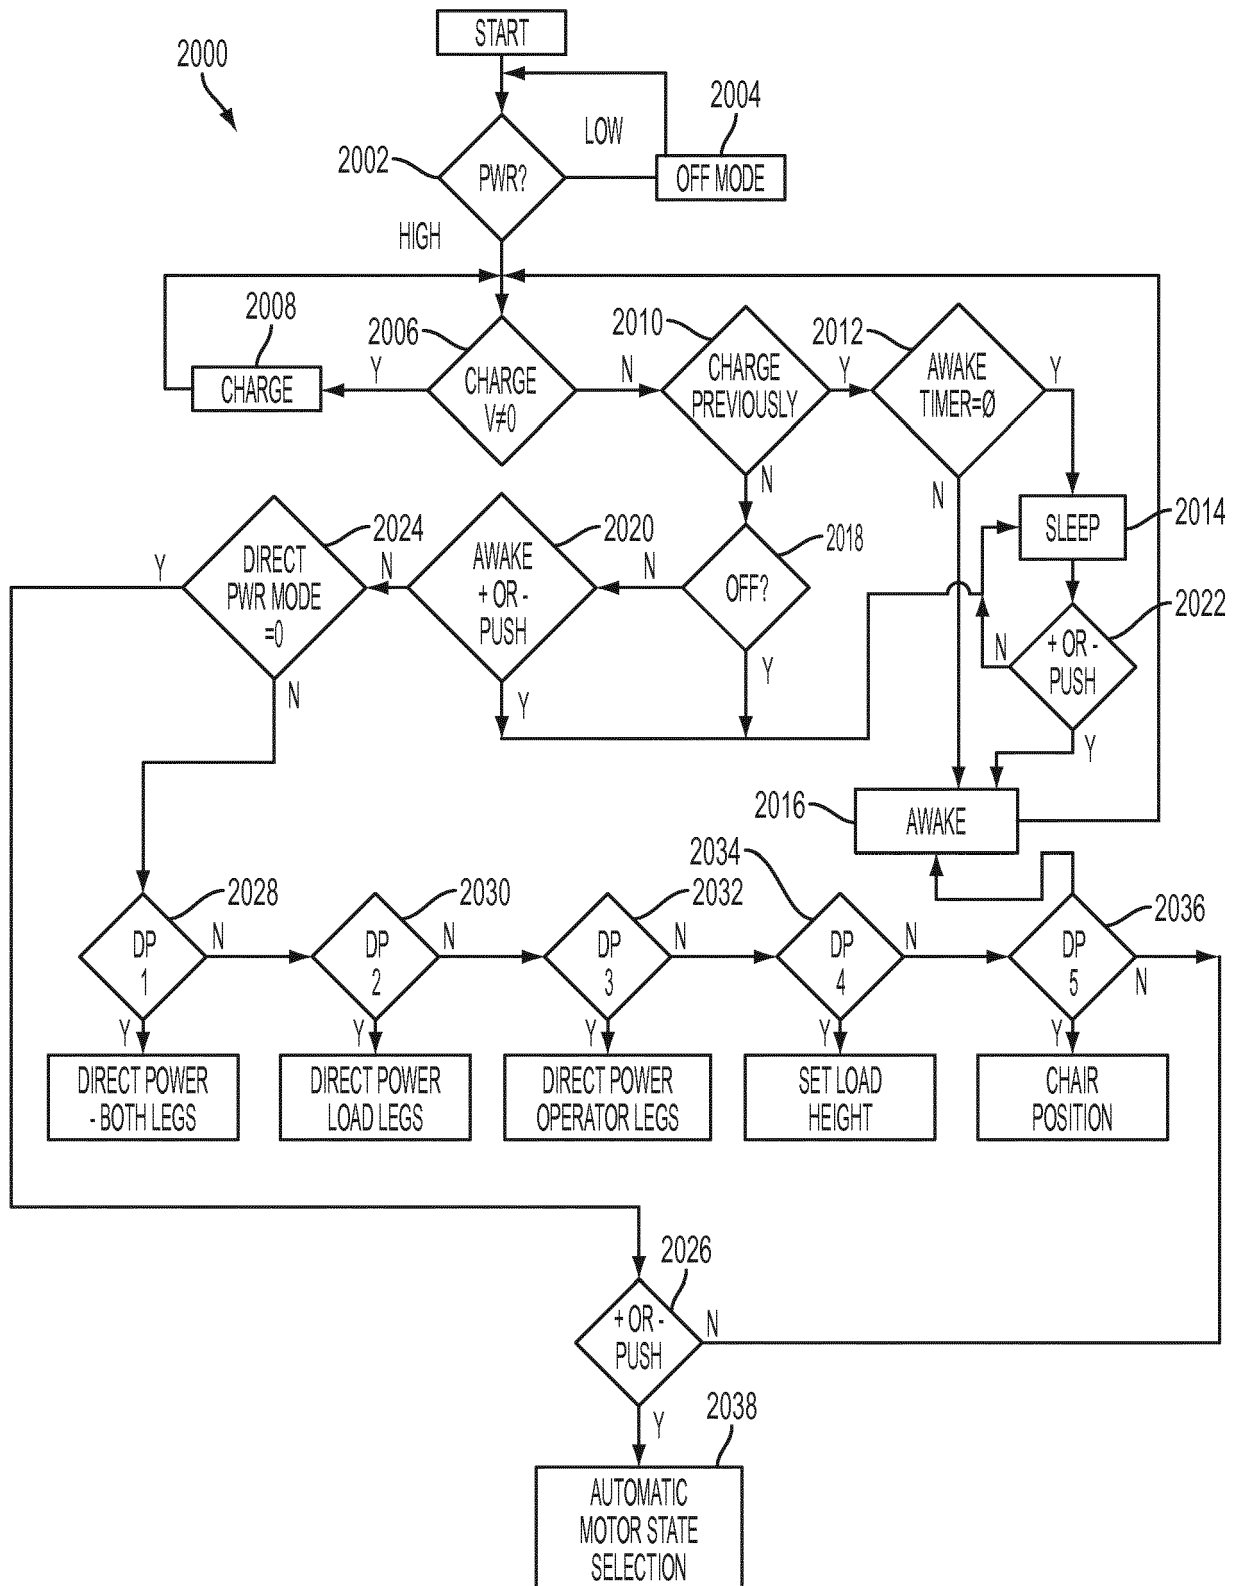 START
2000
2004
LOW
2002
PWR?
OFF MODE
HIGH
2008
2006
2010
2012
CHARGE
Y
CHARGE
V≠0
N
CHARGE
PREVIOUSLY
Y
AWAKE
TIMER=Ø
Y
N
N
2024
2020
2018
SLEEP
2014
Y
DIRECT
PWR MODE
=0
N
AWAKE
+ OR -
PUSH
N
OFF?
2022
N
+ OR -
PUSH
N
Y
Y
Y
2016
AWAKE
2028
2030
2032
2034
2036
DP
1
N
DP
2
N
DP
3
N
DP
4
N
DP
5
N
Y
Y
Y
Y
Y
DIRECT POWER
- BOTH LEGS
DIRECT POWER
LOAD LEGS
DIRECT POWER
OPERATOR LEGS
SET LOAD
HEIGHT
CHAIR
POSITION
2026
+ OR -
PUSH
N
Y
2038
AUTOMATIC
MOTOR STATE
SELECTION